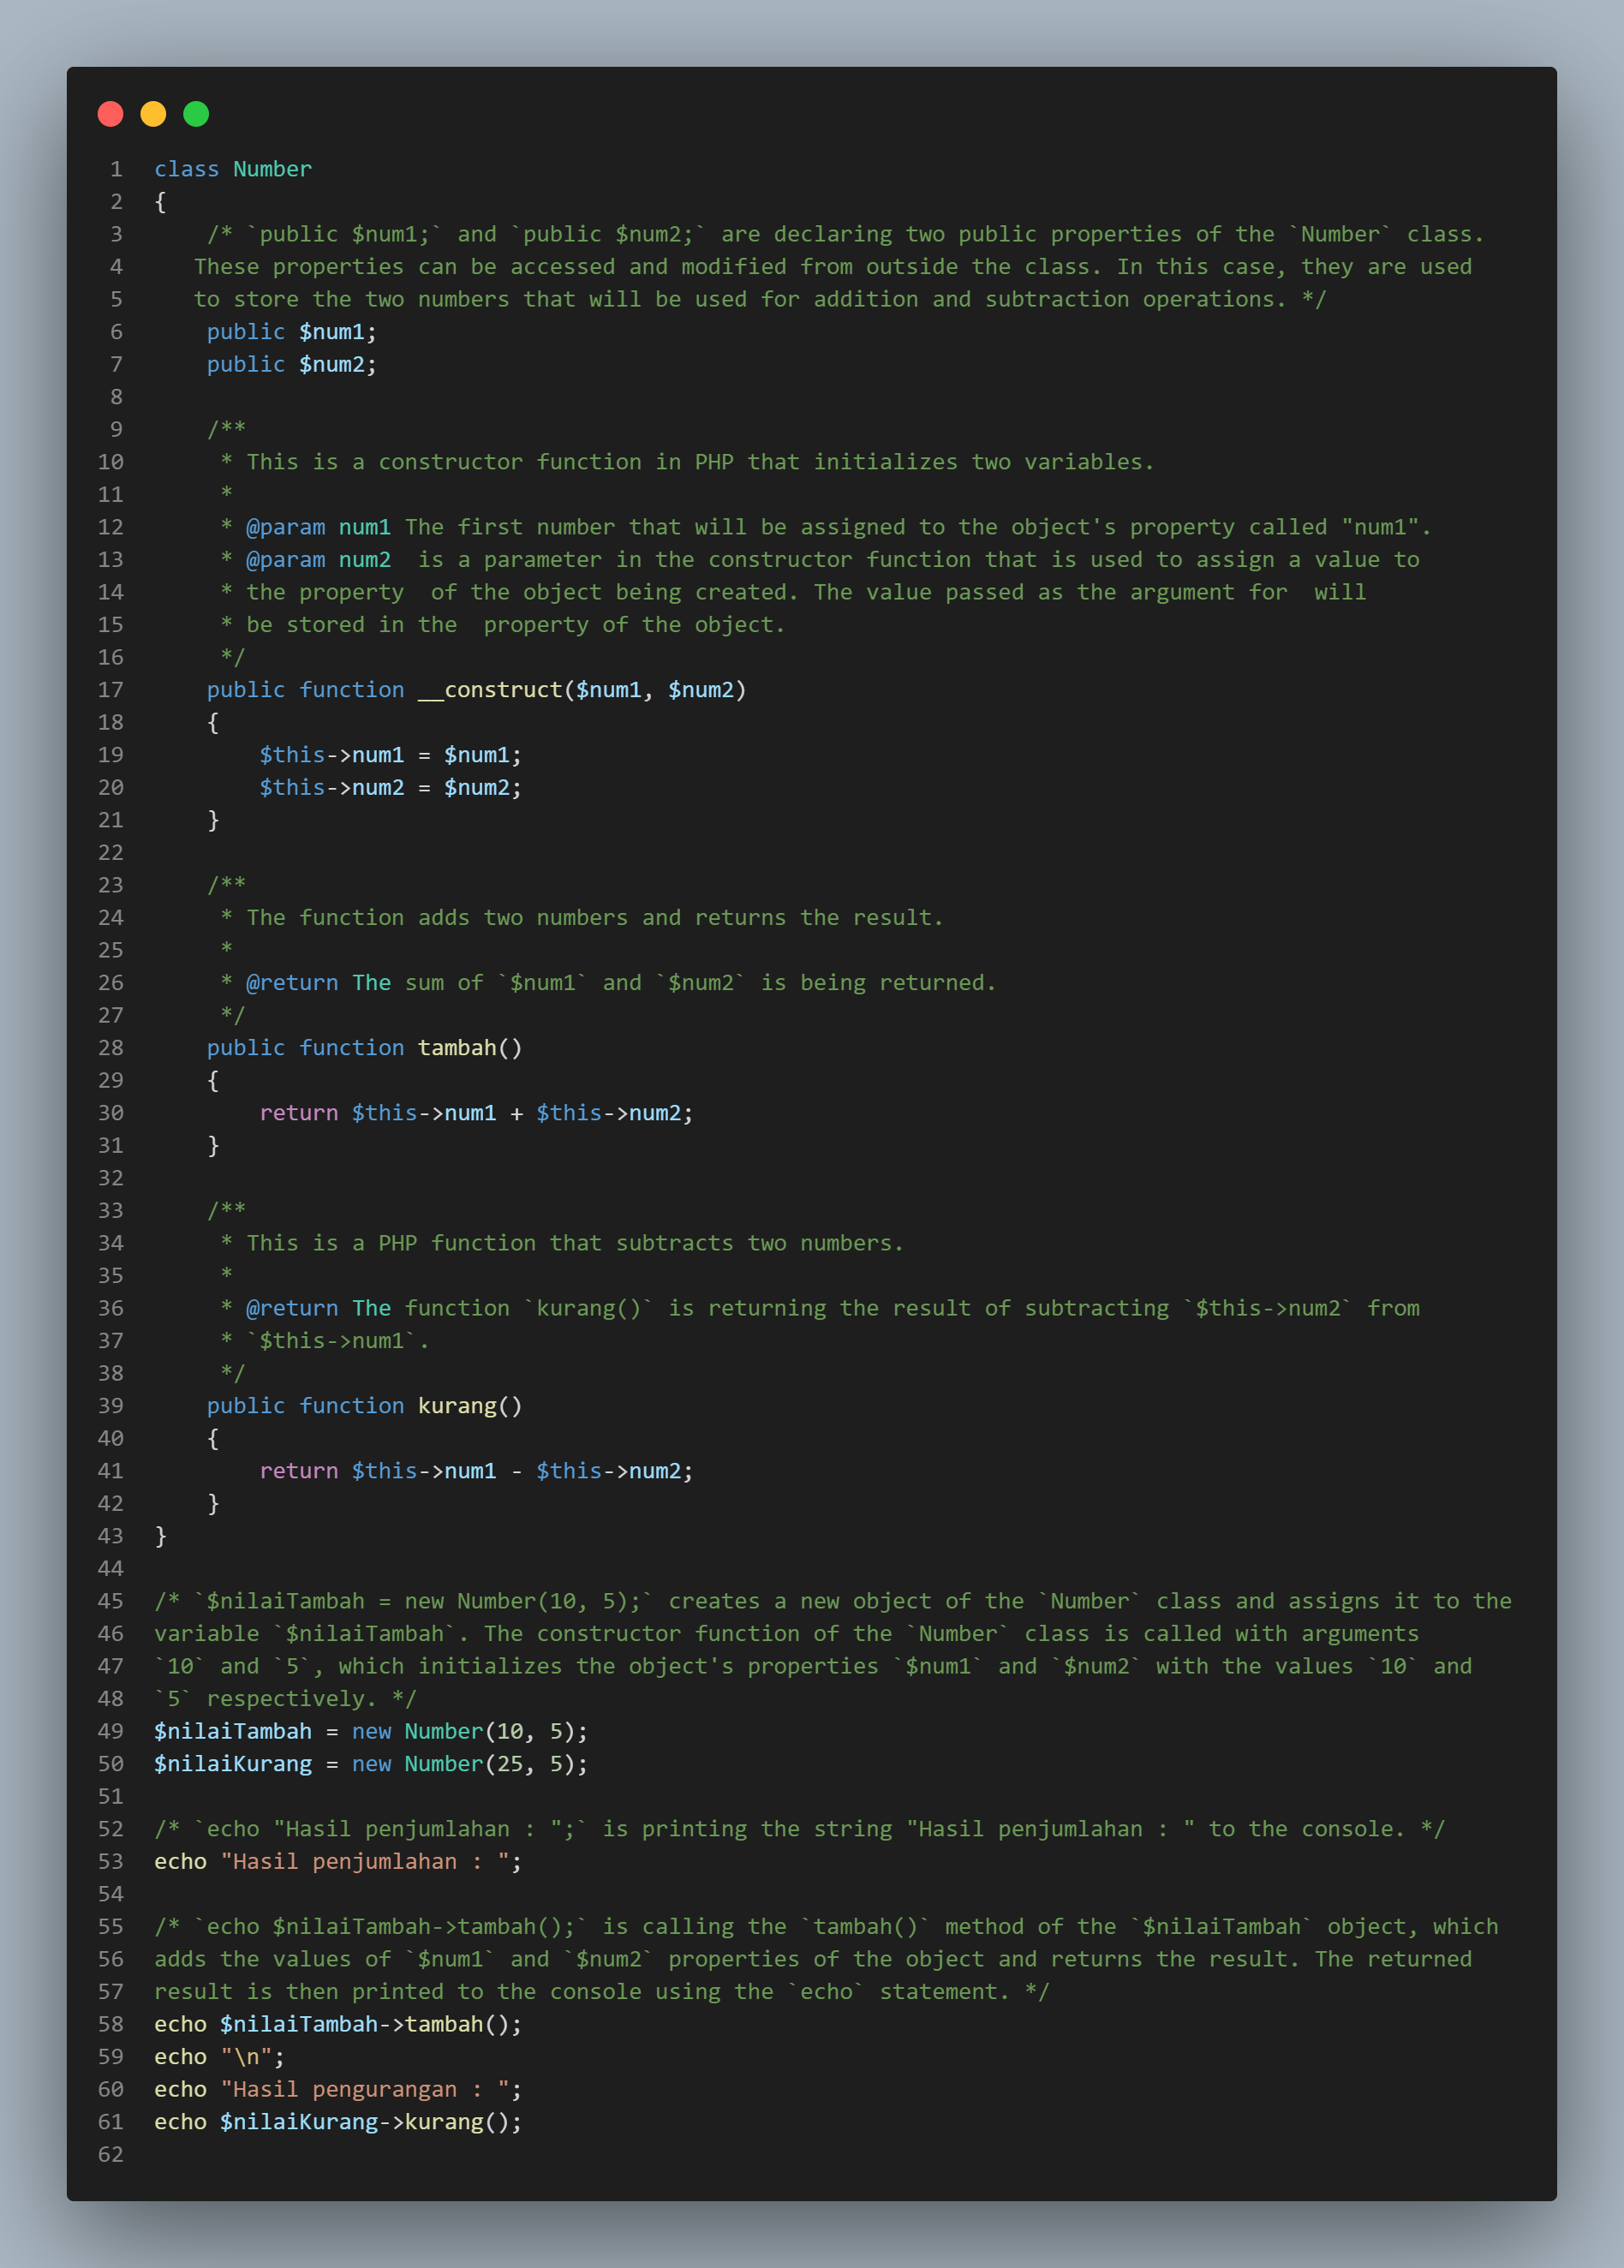 1 class Number
2 {
3     /* `public $num1;` and `public $num2;` are declaring two public properties of the `Number` class.
4    These properties can be accessed and modified from outside the class. In this case, they are used
5    to store the two numbers that will be used for addition and subtraction operations. */
6     public $num1;
7     public $num2;
8
9     /**
10      * This is a constructor function in PHP that initializes two variables.
11      *
12      * @param num1 The first number that will be assigned to the object's property called "num1".
13      * @param num2  is a parameter in the constructor function that is used to assign a value to
14      * the property  of the object being created. The value passed as the argument for  will
15      * be stored in the  property of the object.
16      */
17     public function __construct($num1, $num2)
18     {
19         $this->num1 = $num1;
20         $this->num2 = $num2;
21     }
22
23     /**
24      * The function adds two numbers and returns the result.
25      *
26      * @return The sum of `$num1` and `$num2` is being returned.
27      */
28     public function tambah()
29     {
30         return $this->num1 + $this->num2;
31     }
32
33     /**
34      * This is a PHP function that subtracts two numbers.
35      *
36      * @return The function `kurang()` is returning the result of subtracting `$this->num2` from
37      * `$this->num1`.
38      */
39     public function kurang()
40     {
41         return $this->num1 - $this->num2;
42     }
43 }
44
45 /* `$nilaiTambah = new Number(10, 5);` creates a new object of the `Number` class and assigns it to the
46 variable `$nilaiTambah`. The constructor function of the `Number` class is called with arguments
47 `10` and `5`, which initializes the object's properties `$num1` and `$num2` with the values `10` and
48 `5` respectively. */
49 $nilaiTambah = new Number(10, 5);
50 $nilaiKurang = new Number(25, 5);
51
52 /* `echo "Hasil penjumlahan : ";` is printing the string "Hasil penjumlahan : " to the console. */
53 echo "Hasil penjumlahan : ";
54
55 /* `echo $nilaiTambah->tambah();` is calling the `tambah()` method of the `$nilaiTambah` object, which
56 adds the values of `$num1` and `$num2` properties of the object and returns the result. The returned
57 result is then printed to the console using the `echo` statement. */
58 echo $nilaiTambah->tambah();
59 echo "\n";
60 echo "Hasil pengurangan : ";
61 echo $nilaiKurang->kurang();
62